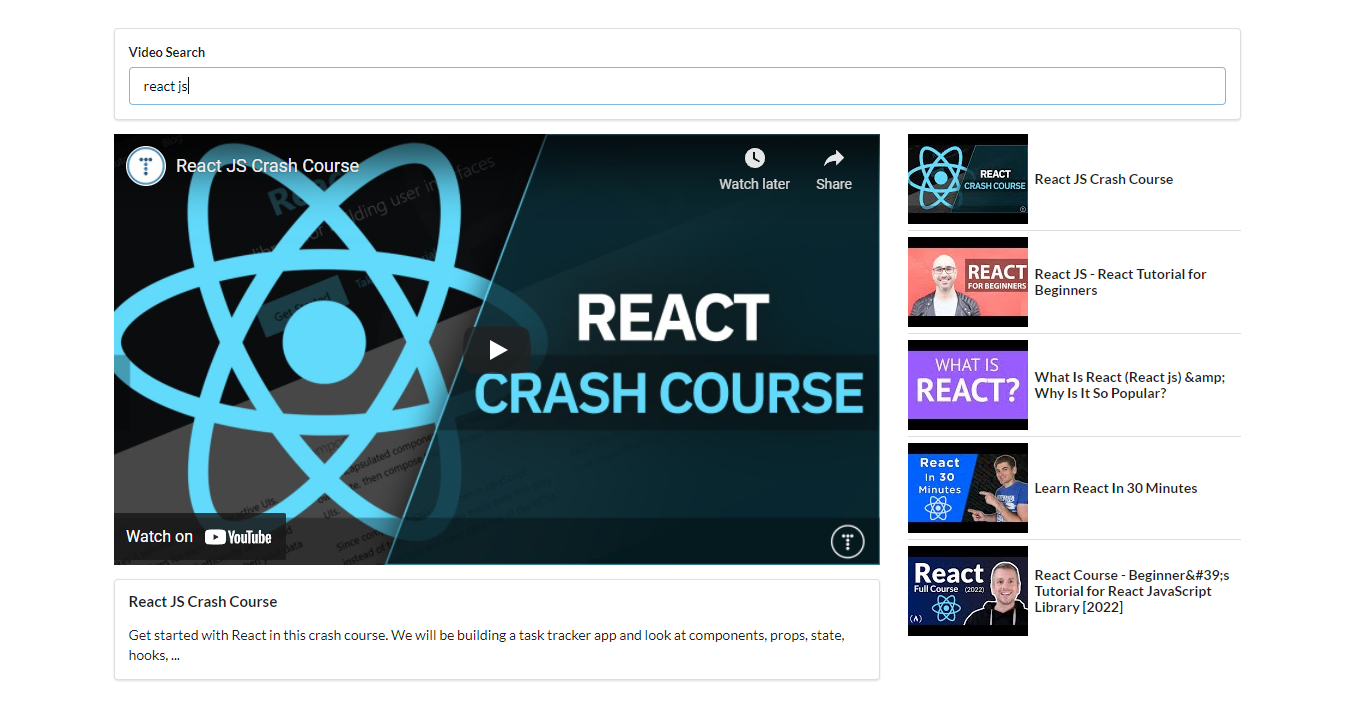 Video Search
react js
React JS Crash Course
Watch later
Share
REACT
CRASH COURSE
Watch on YouTube
React JS Crash Course
Get started with React in this crash course. We will be building a task tracker app and look at components, props, state,
hooks, ...
REACT
CRASH COURSE
React JS Crash Course
REACT
FOR BEGINNERS
React JS - React Tutorial for
Beginners
WHAT IS
REACT?
What Is React (React js) &amp;
Why Is It So Popular?
React
In 30
Minutes
Learn React In 30 Minutes
React
Full Course (2022)
React Course - Beginner&#39;s
Tutorial for React JavaScript
Library [2022]